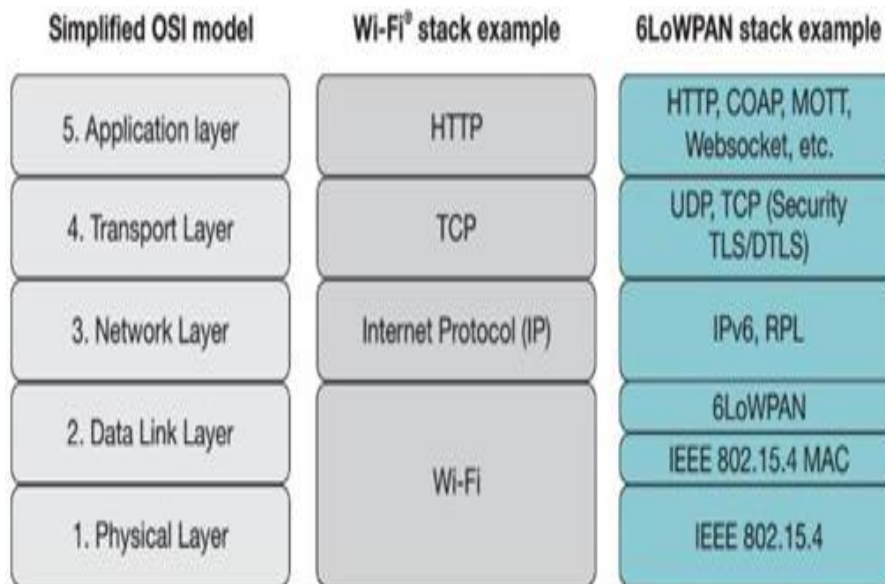 Simplified OSI model
Wi-Fi® stack example
6LoWPAN stack example
5. Application layer
HTTP
HTTP, COAP, MOTT,
Websocket, etc.
4. Transport Layer
TCP
UDP, TCP (Security
TLS/DTLS)
3. Network Layer
Internet Protocol (IP)
IPv6, RPL
2. Data Link Layer
Wi-Fi
6LoWPAN
IEEE 802.15.4 MAC
1. Physical Layer
IEEE 802.15.4